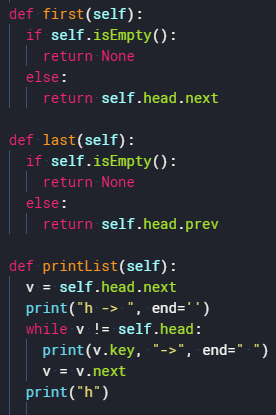 def first(self):
  if self.isEmpty():
    return None
  else:
    return self.head.next

def last(self):
  if self.isEmpty():
    return None
  else:
    return self.head.prev

def printList(self):
  v = self.head.next
  print("h -> ", end='')
  while v != self.head:
    print(v.key, "->", end=" ")
    v = v.next
  print("h")